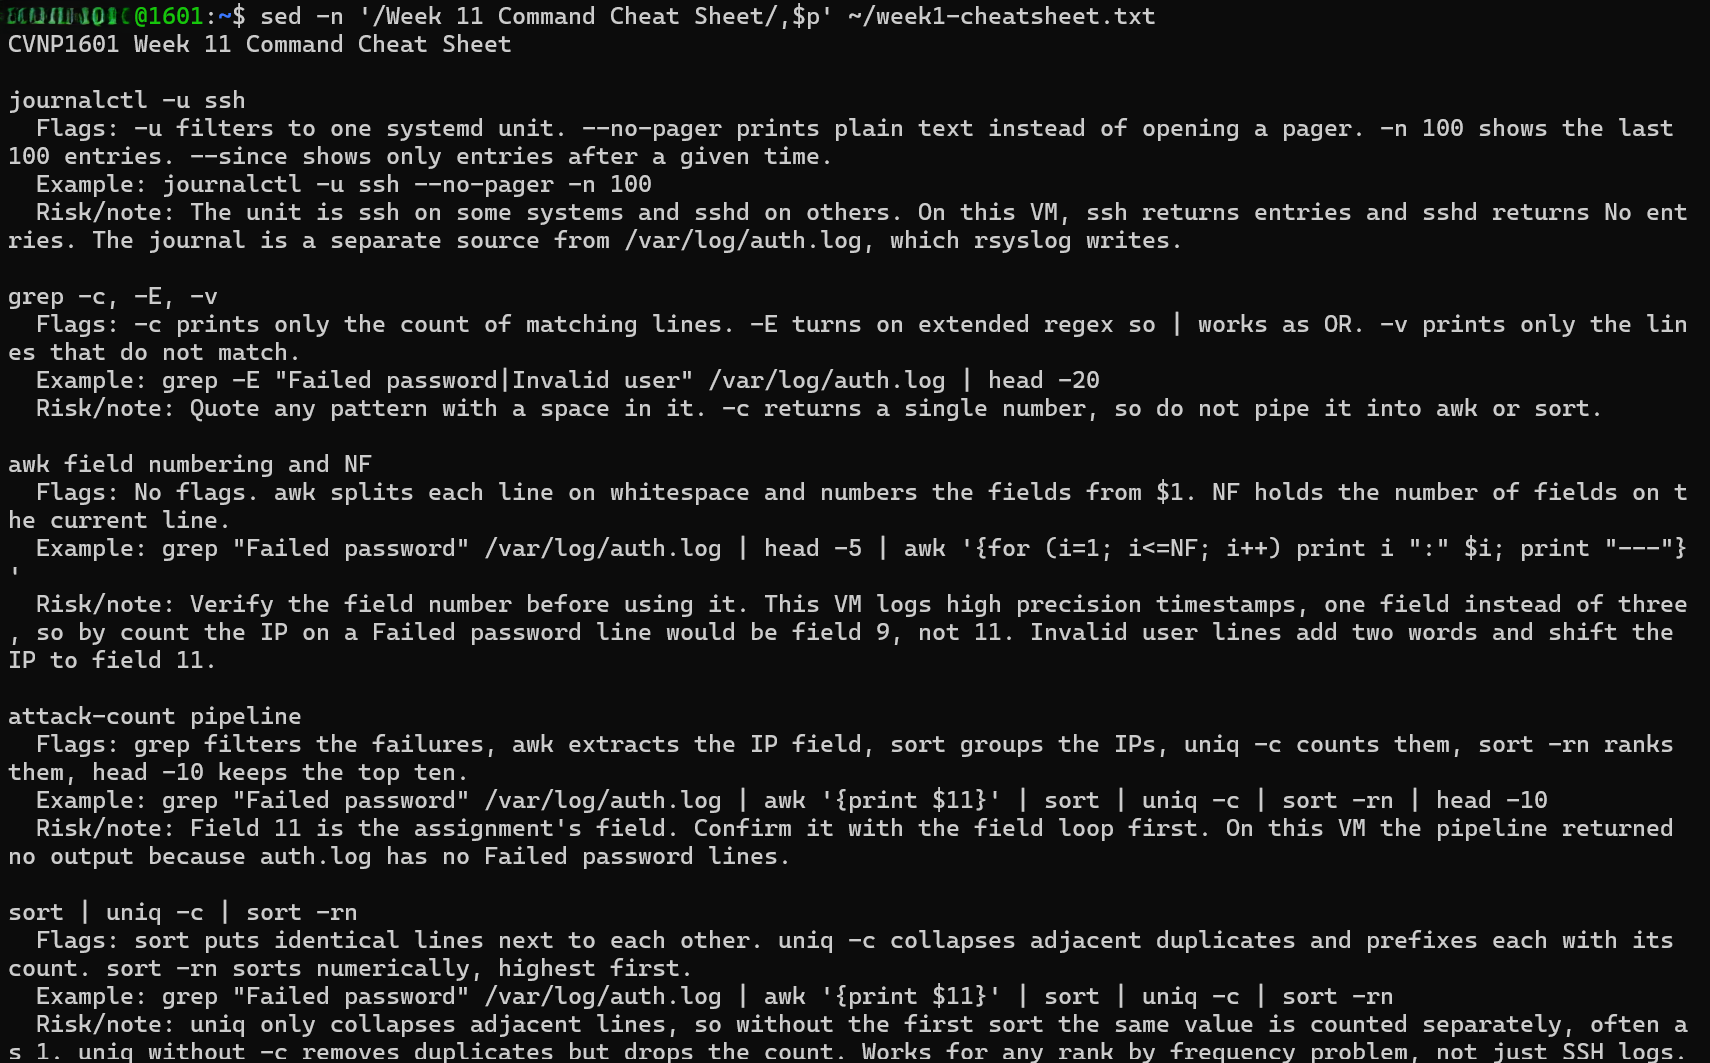 @1601:~$ sed -n '/Week 11 Command Cheat Sheet/,$p' ~/week1-cheatsheet.txt
CVNP1601 Week 11 Command Cheat Sheet
journalctl -u ssh
  Flags: -u filters to one systemd unit. --no-pager prints plain text instead of opening a pager. -n 100 shows the last
100 entries. --since shows only entries after a given time.
  Example: journalctl -u ssh --no-pager -n 100
  Risk/note: The unit is ssh on some systems and sshd on others. On this VM, ssh returns entries and sshd returns No ent
ries. The journal is a separate source from /var/log/auth.log, which rsyslog writes.
grep -c, -E, -v
  Flags: -c prints only the count of matching lines. -E turns on extended regex so | works as OR. -v prints only the lin
es that do not match.
  Example: grep -E "Failed password|Invalid user" /var/log/auth.log | head -20
  Risk/note: Quote any pattern with a space in it. -c returns a single number, so do not pipe it into awk or sort.
awk field numbering and NF
  Flags: No flags. awk splits each line on whitespace and numbers the fields from $1. NF holds the number of fields on t
he current line.
  Example: grep "Failed password" /var/log/auth.log | head -5 | awk '{for (i=1; i<=NF; i++) print i ":" $i; print "---"}
'
  Risk/note: Verify the field number before using it. This VM logs high precision timestamps, one field instead of three
, so by count the IP on a Failed password line would be field 9, not 11. Invalid user lines add two words and shift the
IP to field 11.
attack-count pipeline
  Flags: grep filters the failures, awk extracts the IP field, sort groups the IPs, uniq -c counts them, sort -rn ranks
them, head -10 keeps the top ten.
  Example: grep "Failed password" /var/log/auth.log | awk '{print $11}' | sort | uniq -c | sort -rn | head -10
  Risk/note: Field 11 is the assignment's field. Confirm it with the field loop first. On this VM the pipeline returned
no output because auth.log has no Failed password lines.
sort | uniq -c | sort -rn
  Flags: sort puts identical lines next to each other. uniq -c collapses adjacent duplicates and prefixes each with its
count. sort -rn sorts numerically, highest first.
  Example: grep "Failed password" /var/log/auth.log | awk '{print $11}' | sort | uniq -c | sort -rn
  Risk/note: uniq only collapses adjacent lines, so without the first sort the same value is counted separately, often a
s 1. uniq without -c removes duplicates but drops the count. Works for any rank by frequency problem, not just SSH logs.